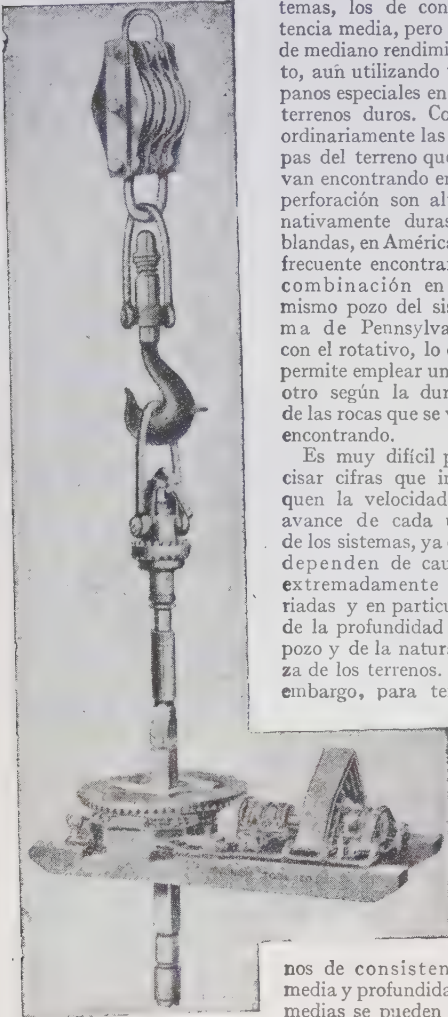 temas, los de con
tencia media, pero
de mediano rendimi
to, aun utilizando
panos especiales en
terrenos duros. Co
ordinariamente las
pas del terreno que
van encontrando en
perforación son al
nativamente duras
blandas, en América
frecuente encontrar
combinación en
mismo pozo del sis
ma de Pennsylva
con el rotativo, lo
permite emplear un
otro según la dur
de las rocas que se v
encontrando.
Es muy difícil p
cisar cifras que in
quen la velocidad
avance de cada
de los sistemas, ya
dependen de cau
extremadamente
riadas y en particu
de la profundidad
pozo y de la natur
za de los terrenos.
embargo, para te
nos de consisten
media y profundida
medias se pueden